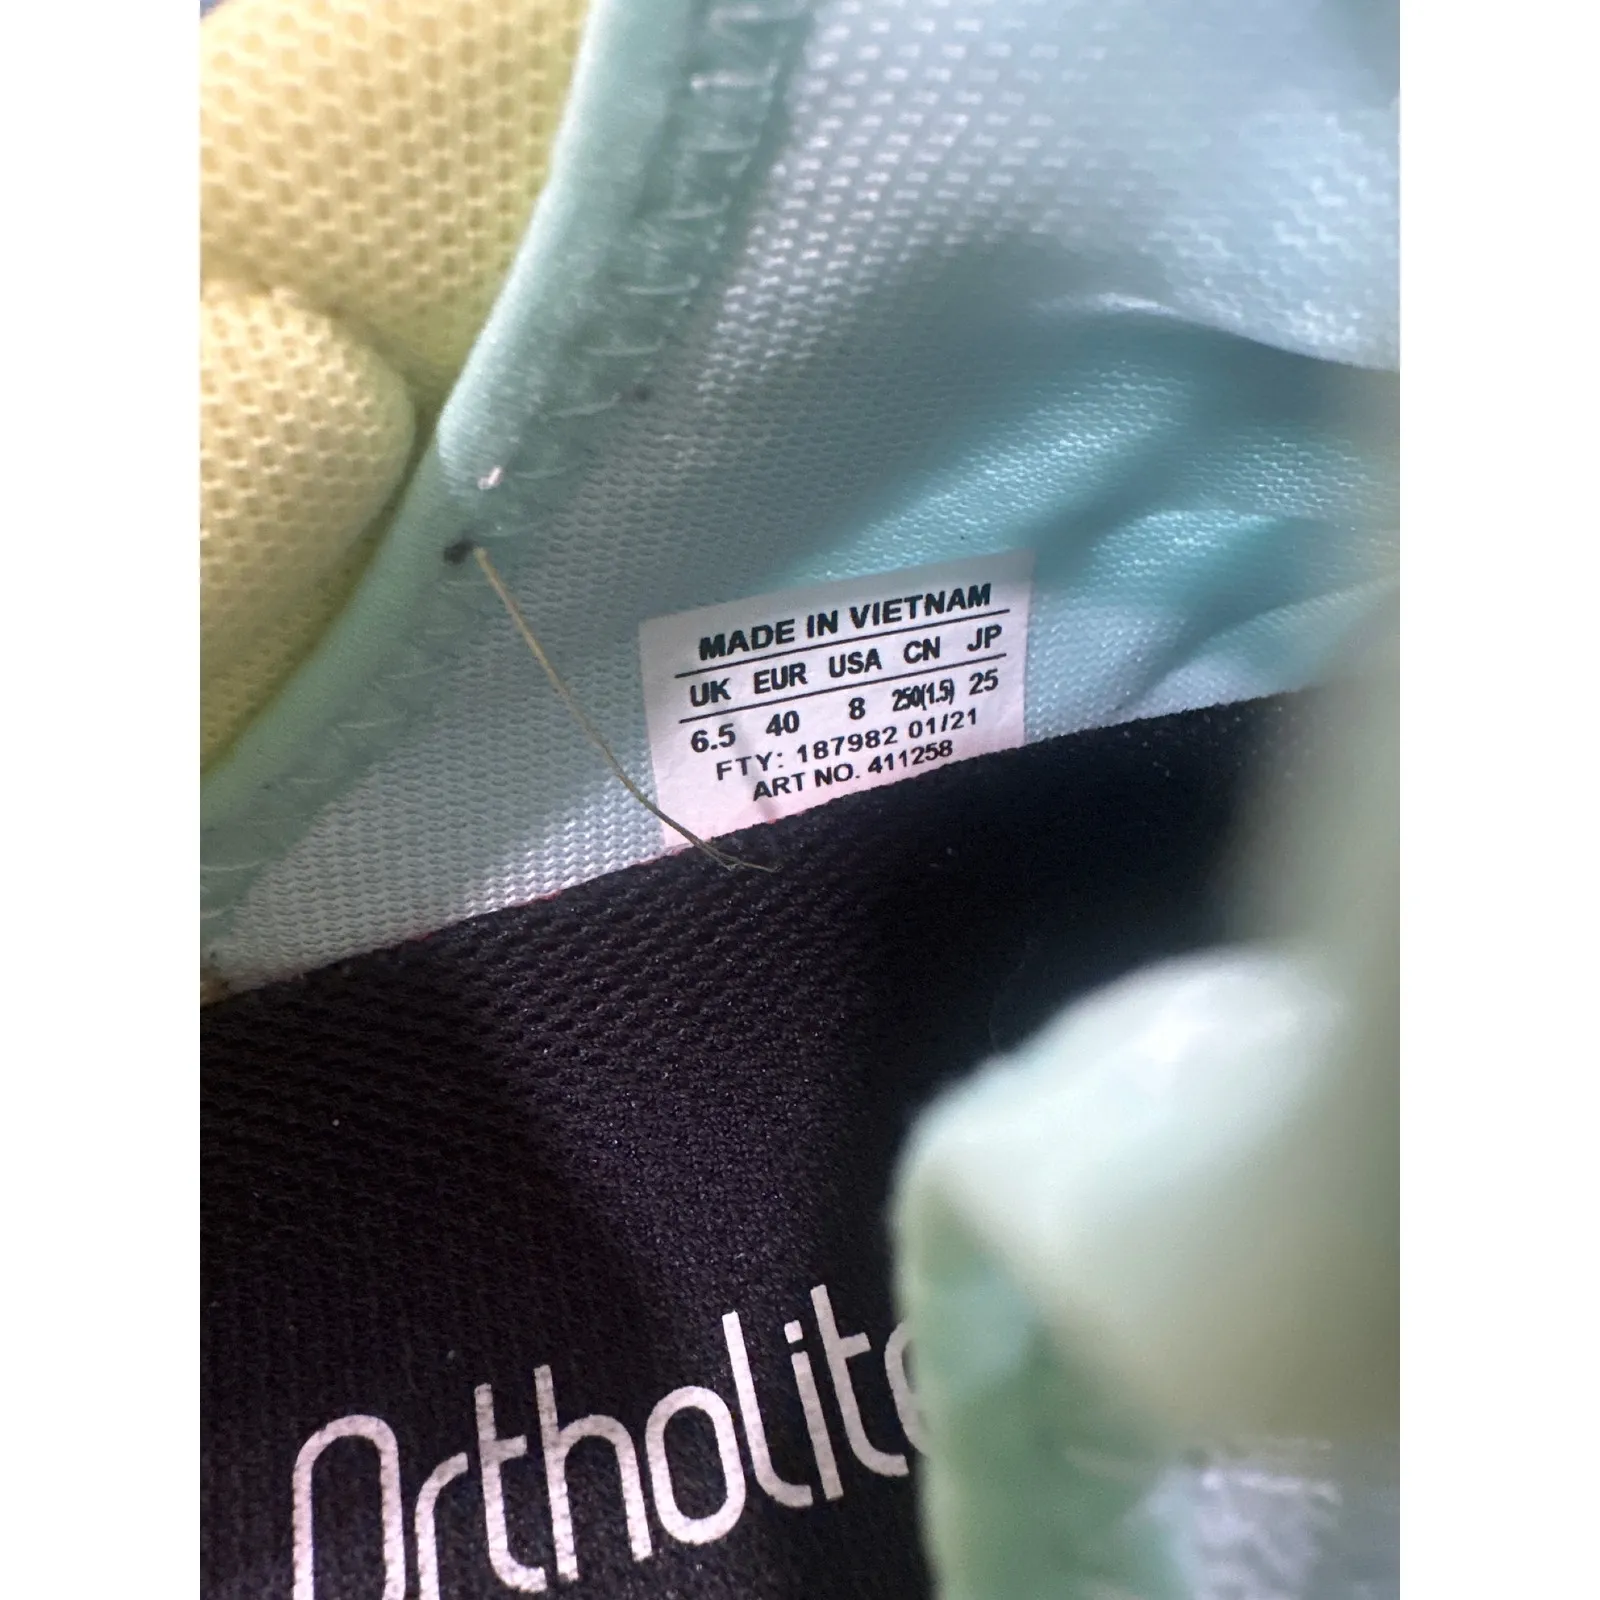 MADE IN VIETNAM
UK EUR USA CN JP
6.5 40 8 250(1.5) 25
FTY: 187982 01/21
ART NO. 411258
Ortholite